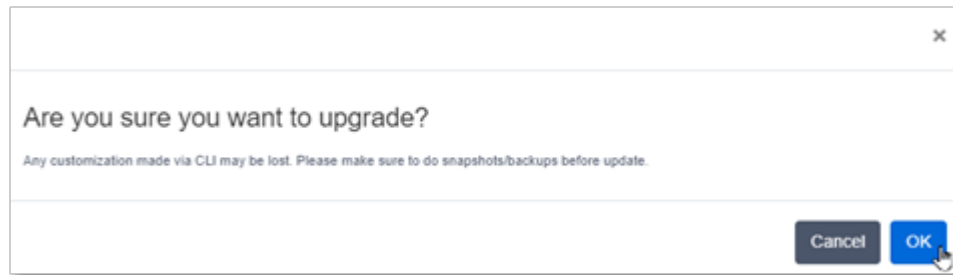 ×
Are you sure you want to upgrade?
Any customization made via CLI may be lost. Please make sure to do snapshots/backups before update.
Cancel OK